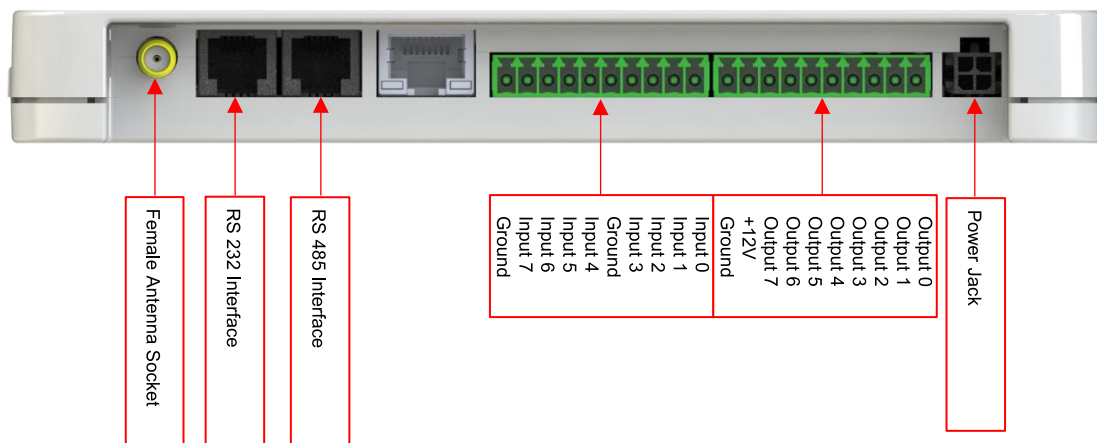 Female Antenna Socket
RS 232 Interface
RS 485 Interface
Input 0
Input 1
Input 2
Input 3
Ground
Input 4
Input 5
Input 6
Input 7
Ground
Output 0
Output 1
Output 2
Output 3
Output 4
Output 5
Output 6
Output 7
+12V
Ground
Power Jack